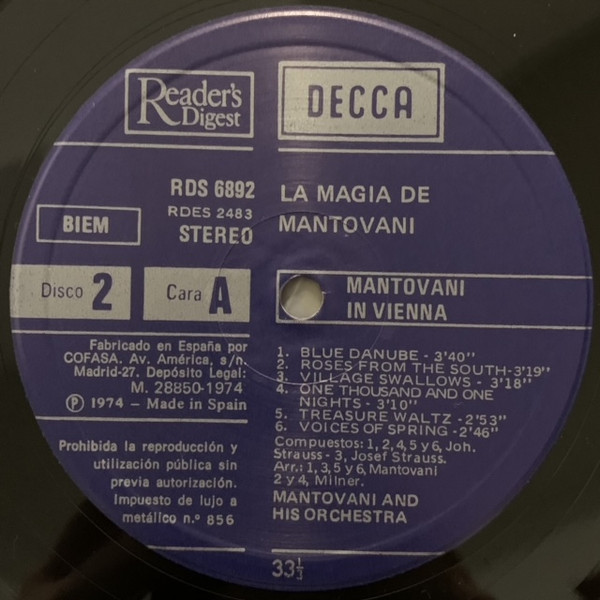 Reader's
Digest
DECCA
RDS 6892
RDES 2483
STEREO
BIEM
LA MAGIA DE
MANTOVANI
Disco 2
Cara A
MANTOVANI
IN VIENNA
Fabricado en España por
COFASA. Av. América, s/n.
Madrid-27. Depósito Legal:
M. 28850-1974
Ⓟ 1974 - Made in Spain
1. BLUE DANUBE - 3'40"
2. ROSES FROM THE SOUTH-3'19"
3. VILLAGE SWALLOWS - 3'18"
4. ONE THOUSAND AND ONE
NIGHTS - 3'10"
5. TREASURE WALTZ - 2'53"
6. VOICES OF SPRING - 2'46"
Compuestos: 1, 2, 4, 5 y 6, Joh.
Strauss - 3, Josef Strauss.
Arr.: 1, 3, 5 y 6, Mantovani
2 y 4, Milner.
MANTOVANI AND
HIS ORCHESTRA
Prohibida la reproducción y
utilización pública sin
previa autorización.
Impuesto de lujo a
metálico n.º 856
33⅓